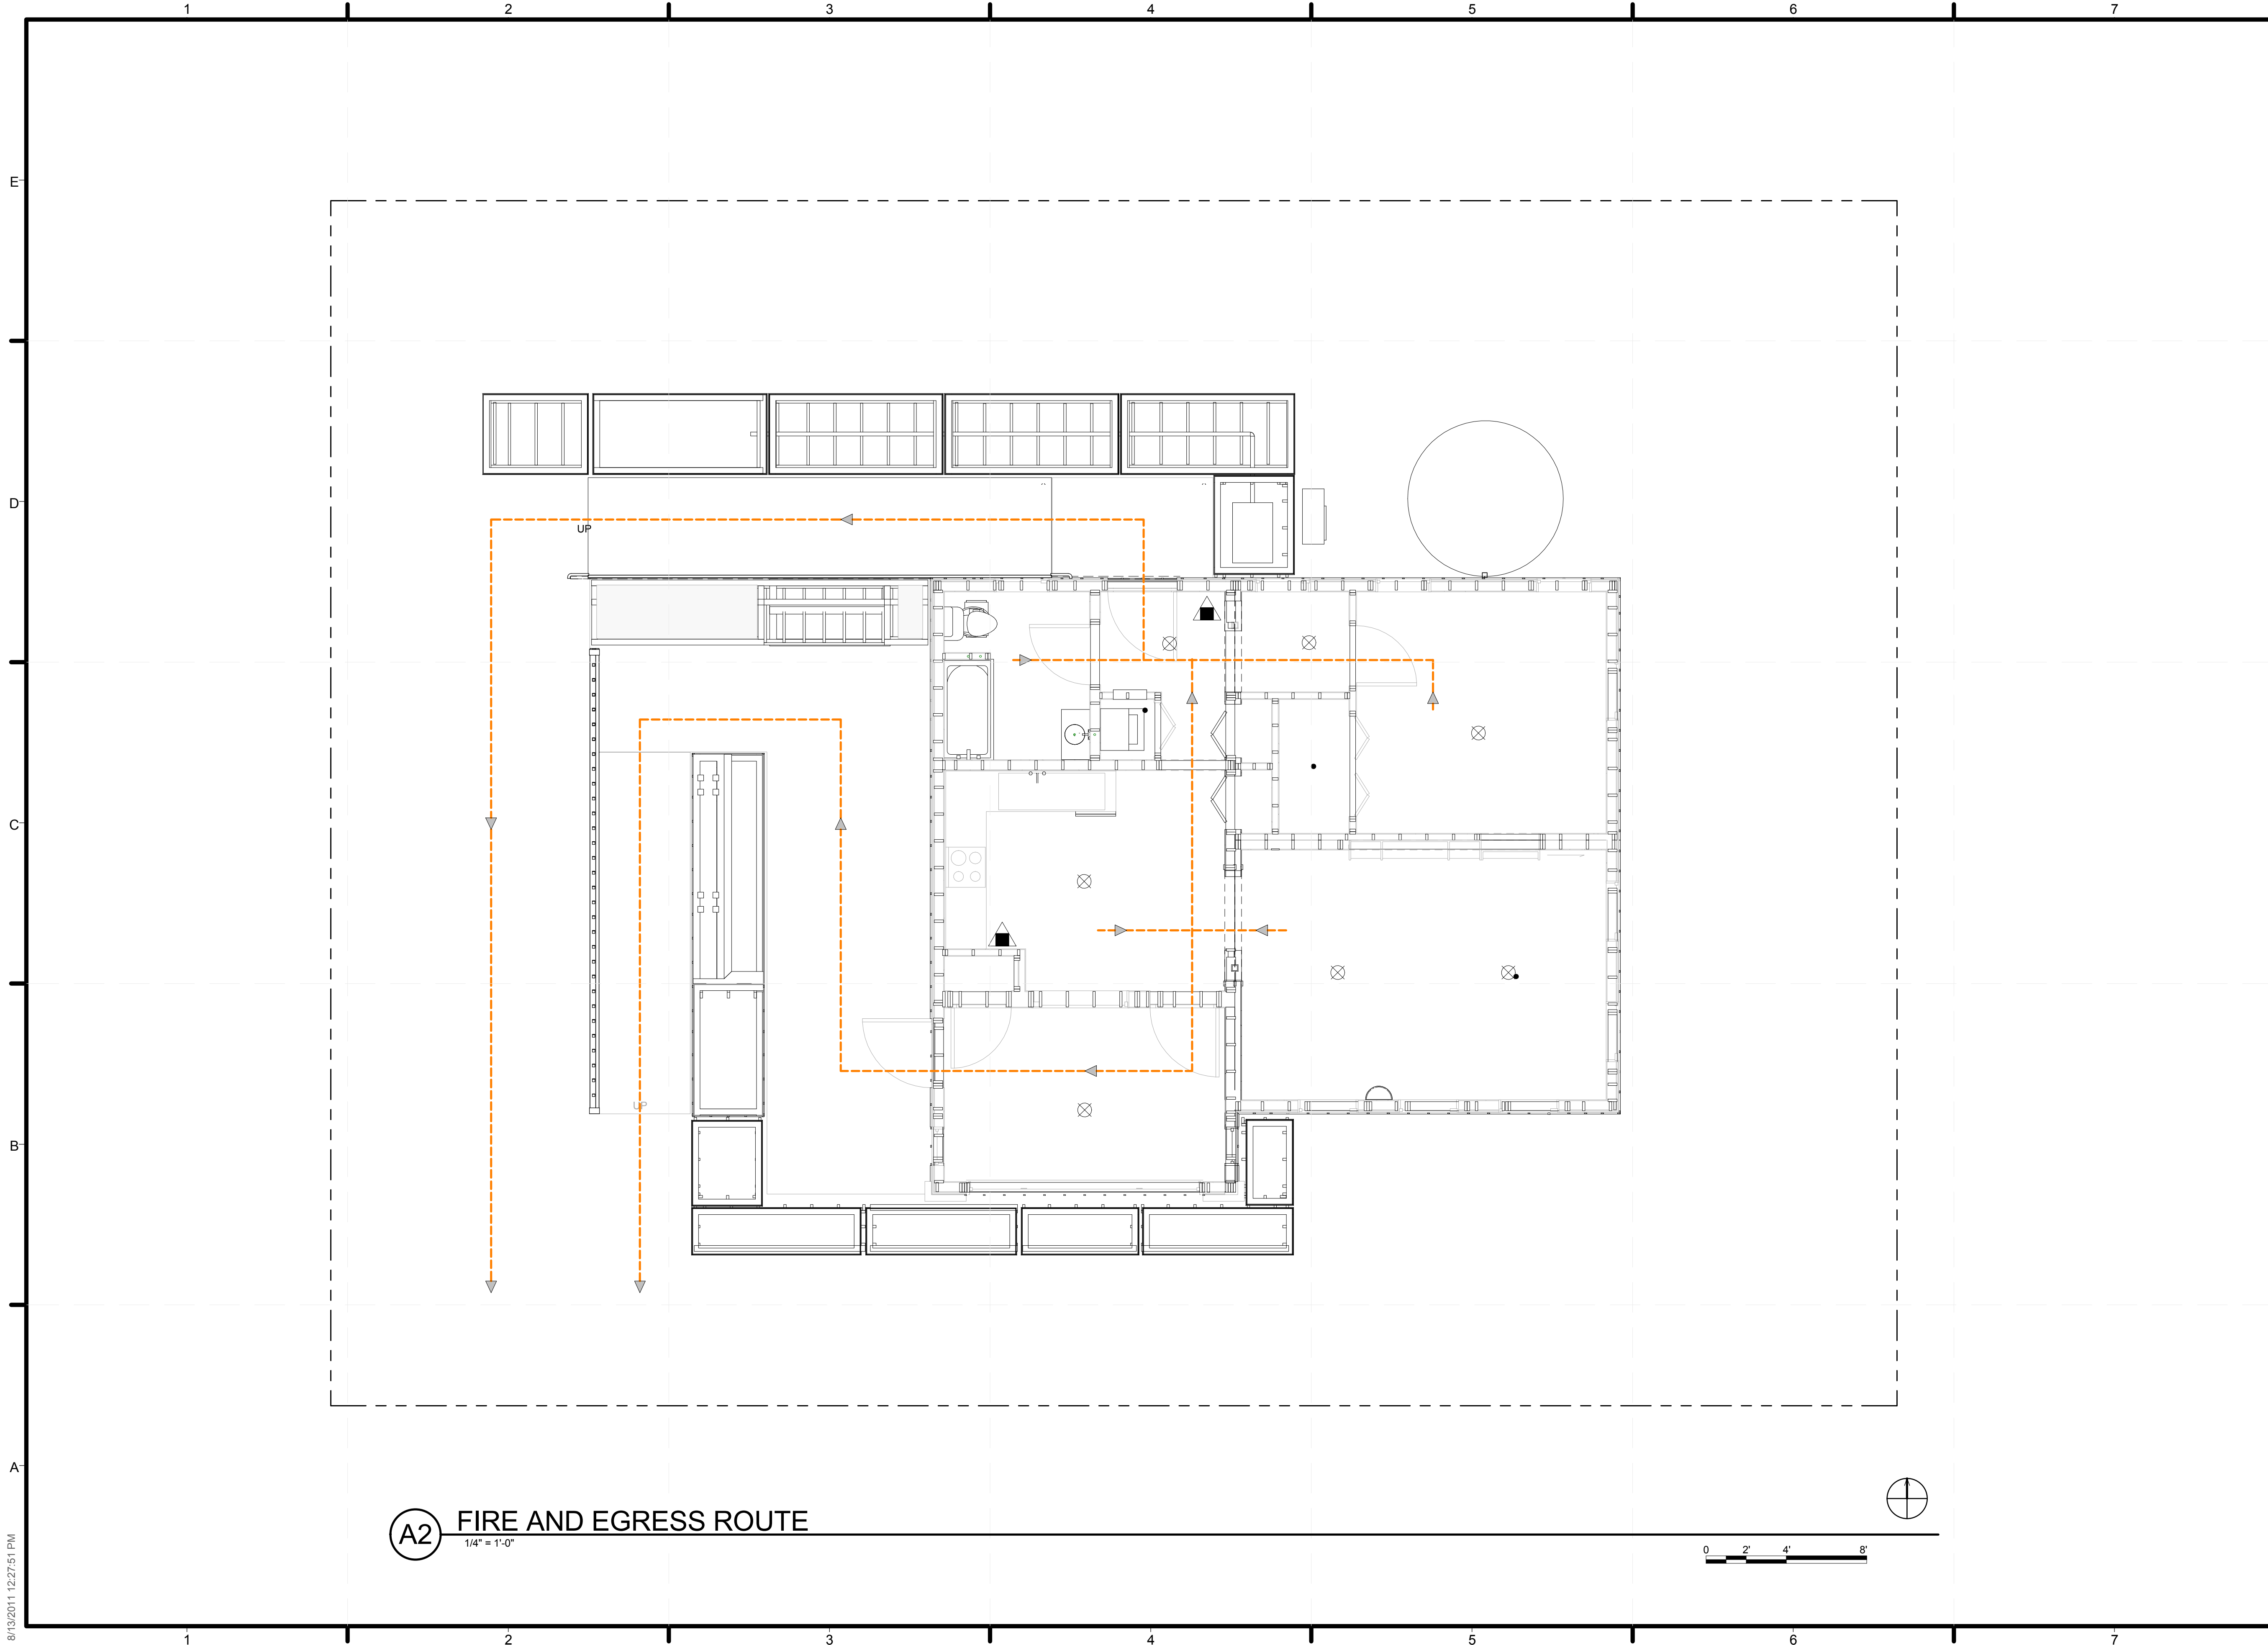 1 2 3 4 5 6 7
E
D
UP
C
UP
B
A
A2 FIRE AND EGRESS ROUTE
1/4" = 1'-0"
0 2' 4' 8'
8/13/2011 12:27:51 PM
1 2 3 4 5 6 7